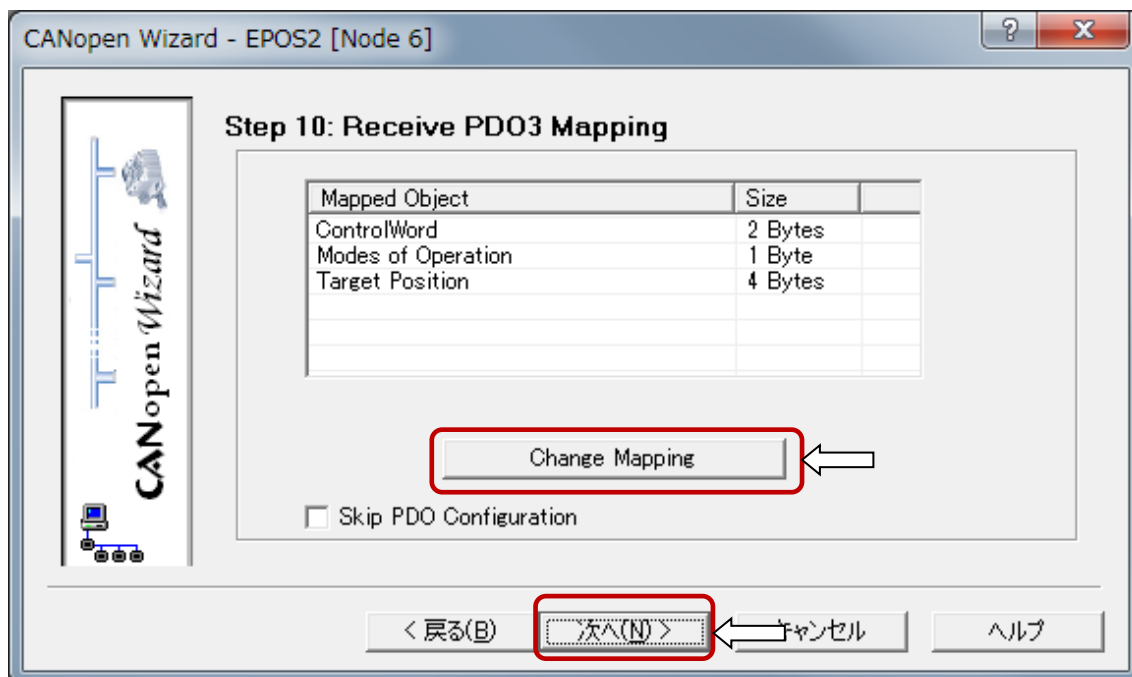 CANopen Wizard - EPOS2 [Node 6]
Step 10: Receive PDO3 Mapping
Mapped Object Size
ControlWord 2 Bytes
Modes of Operation 1 Byte
Target Position 4 Bytes
CANopen Wizard
Change Mapping
Skip PDO Configuration
< 戻る(B) 次へ(N) > キャンセル ヘルプ